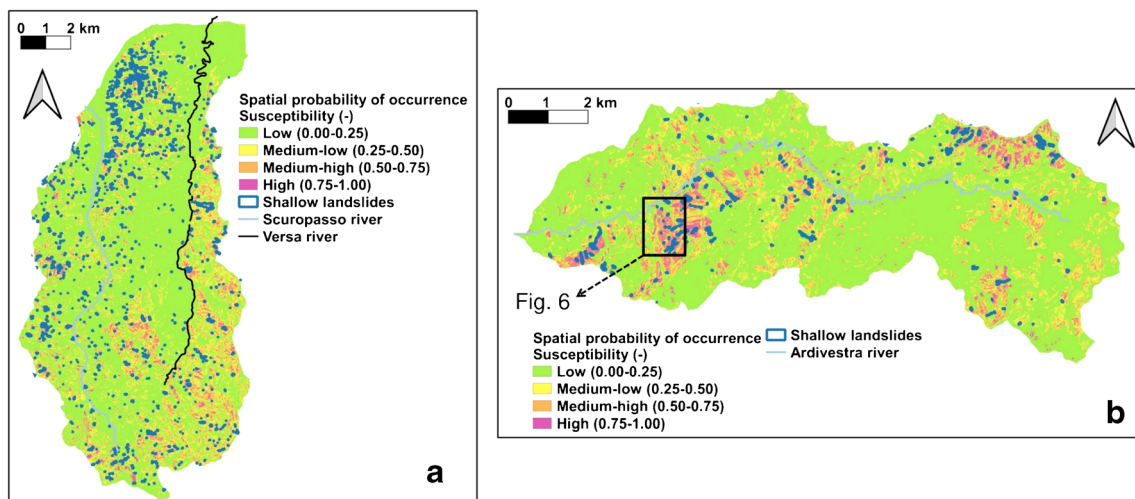 0 1 2 km
Spatial probability of occurrence
Susceptibility (-)
Low (0.00-0.25)
Medium-low (0.25-0.50)
Medium-high (0.50-0.75)
High (0.75-1.00)
Shallow landslides
Scuropasso river
Versa river
a
0 1 2 km
Fig. 6
Spatial probability of occurrence
Susceptibility (-)
Low (0.00-0.25)
Medium-low (0.25-0.50)
Medium-high (0.50-0.75)
High (0.75-1.00)
Shallow landslides
Ardivestra river
b